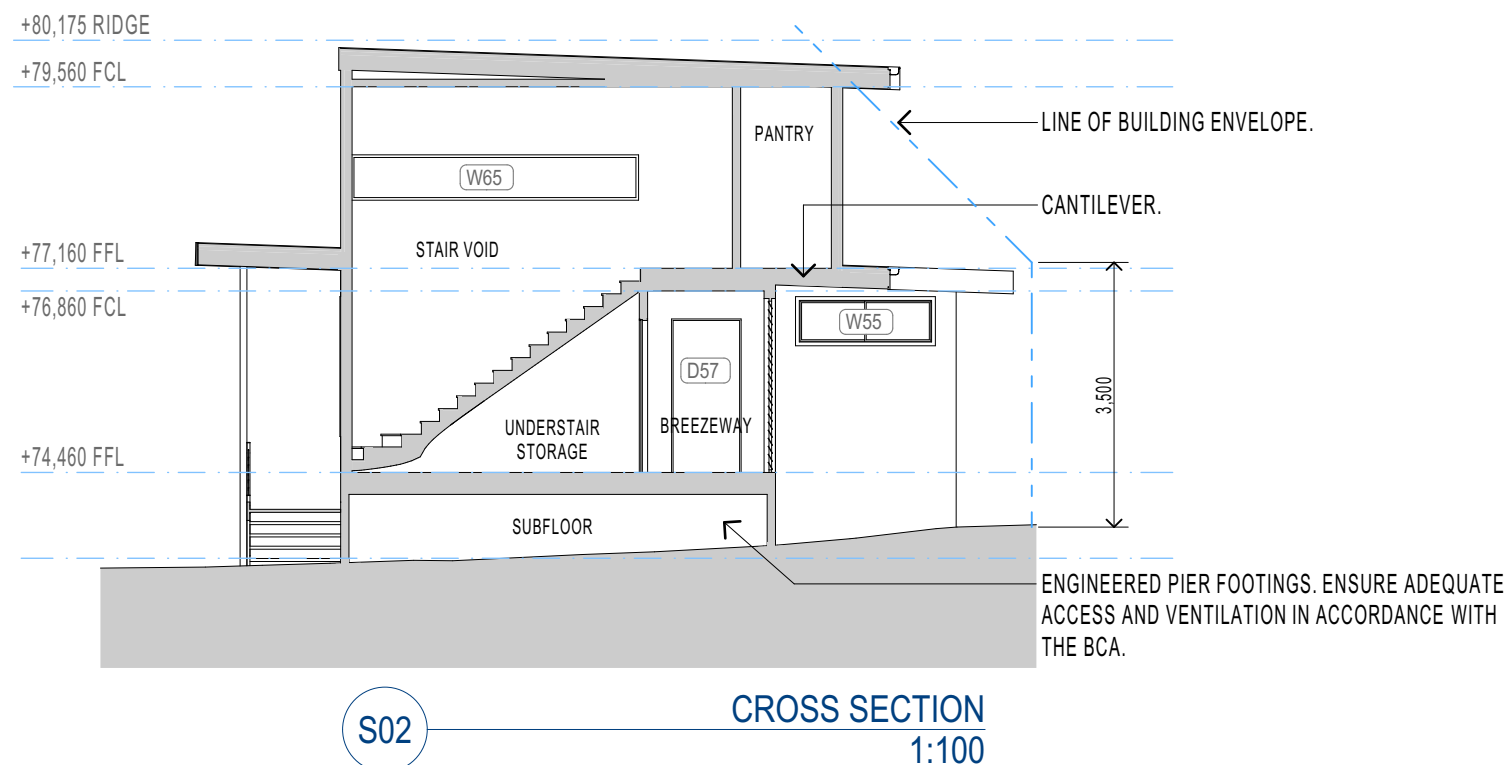 +80,175 RIDGE
+79,560 FCL
LINE OF BUILDING ENVELOPE.
PANTRY
W65
CANTILEVER.
STAIR VOID
+77,160 FFL
+76,860 FCL
W55
D57
3,500
UNDERSTAIR
STORAGE
BREEZEWAY
+74,460 FFL
SUBFLOOR
ENGINEERED PIER FOOTINGS. ENSURE ADEQUATE
ACCESS AND VENTILATION IN ACCORDANCE WITH
THE BCA.
S02
CROSS SECTION
1:100